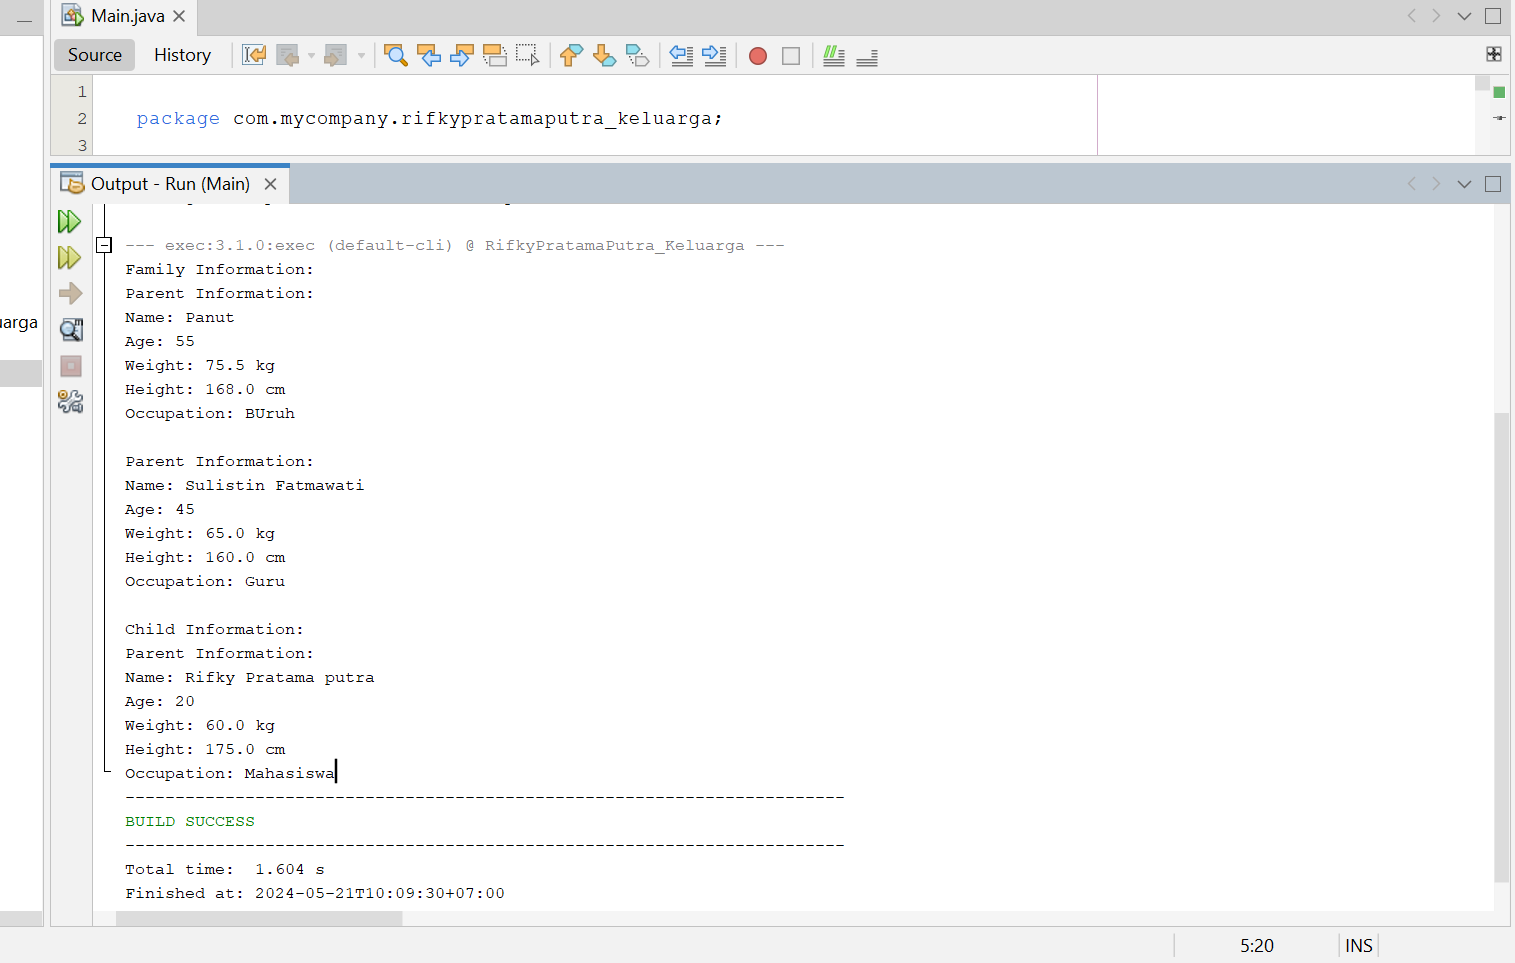 Main.java
Source History
1
2 package com.mycompany.rifkypratamaputra_keluarga;
3
Output - Run (Main)
--- exec:3.1.0:exec (default-cli) @ RifkyPratamaPutra_Keluarga ---
Family Information:
Parent Information:
Name: Panut
Age: 55
Weight: 75.5 kg
Height: 168.0 cm
Occupation: BUruh
Parent Information:
Name: Sulistin Fatmawati
Age: 45
Weight: 65.0 kg
Height: 160.0 cm
Occupation: Guru
Child Information:
Parent Information:
Name: Rifky Pratama putra
Age: 20
Weight: 60.0 kg
Height: 175.0 cm
Occupation: Mahasiswa
------------------------------------------------------------------------
BUILD SUCCESS
------------------------------------------------------------------------
Total time:  1.604 s
Finished at: 2024-05-21T10:09:30+07:00
5:20 INS